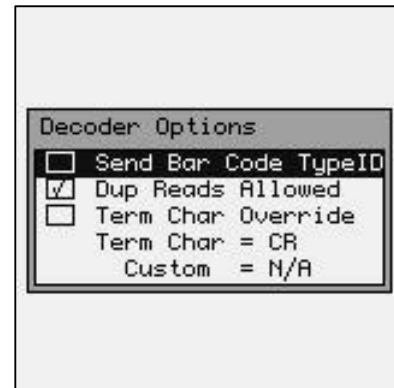 Decoder Options
Send Bar Code TypeID
Dup Reads Allowed
Term Char Override
Term Char = CR
Custom = N/A